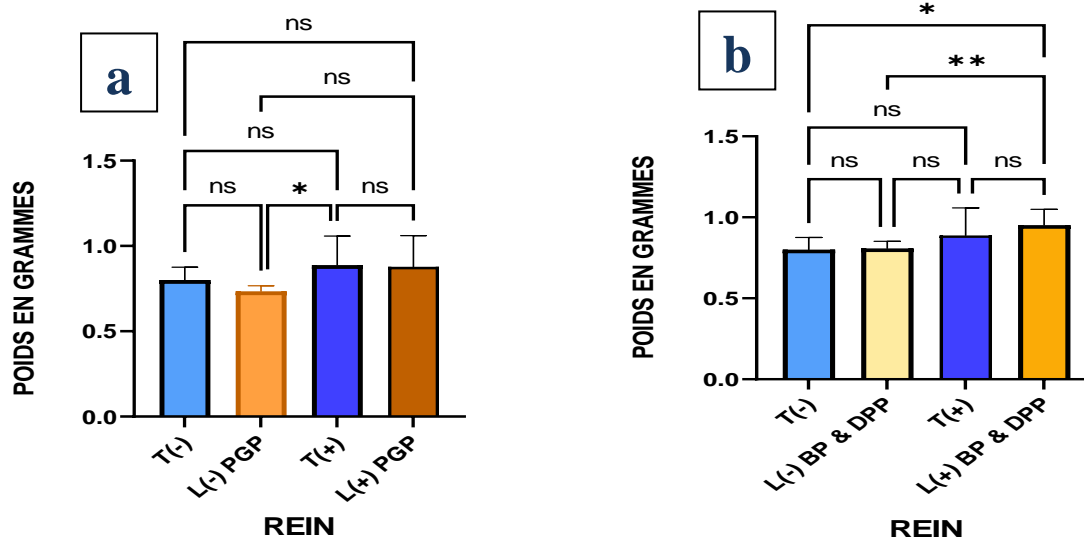 a
ns
ns
ns
ns
*
ns
POIDS EN GRAMMES
1.5
1.0
0.5
0.0
T(-)
L(-) PGP
T(+)
L(+) PGP
REIN
b
*
**
ns
ns
ns
ns
POIDS EN GRAMMES
1.5
1.0
0.5
0.0
T(-)
L(-) BP & DPP
T(+)
L(+) BP & DPP
REIN